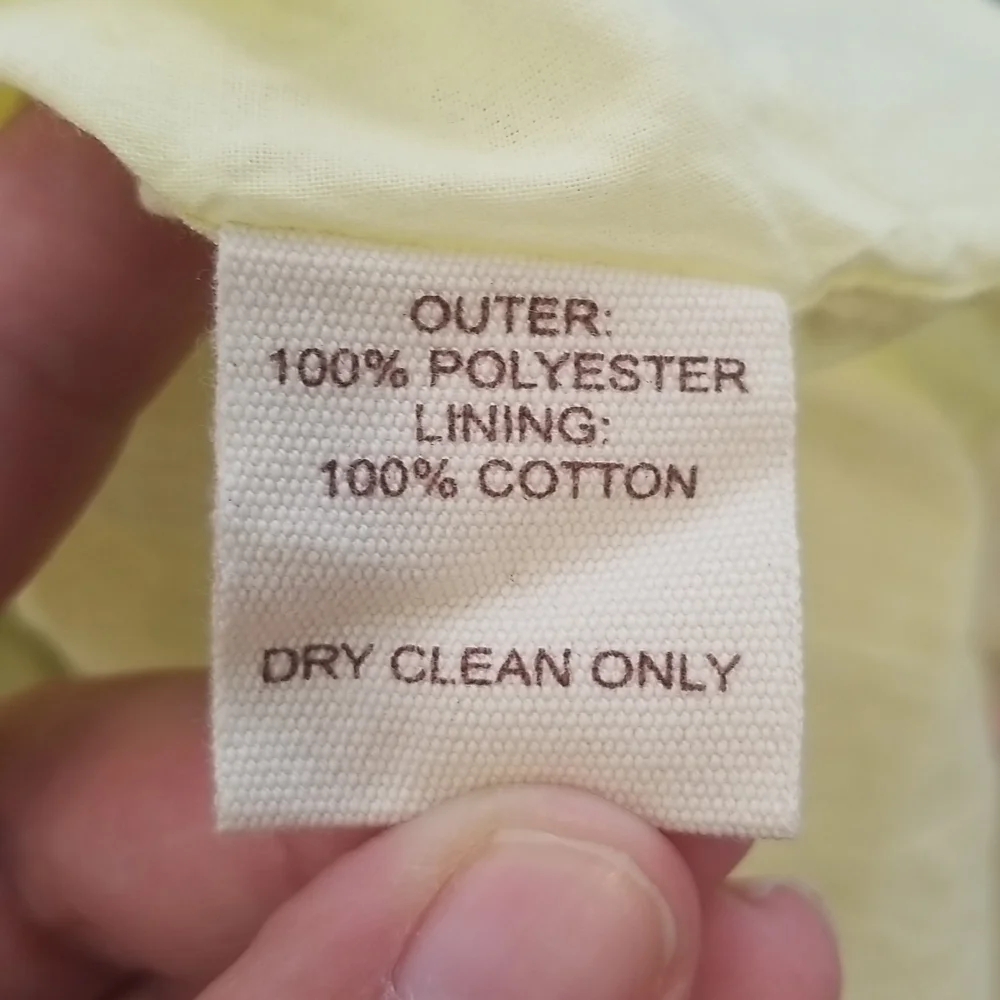 OUTER:
100% POLYESTER
LINING:
100% COTTON
DRY CLEAN ONLY